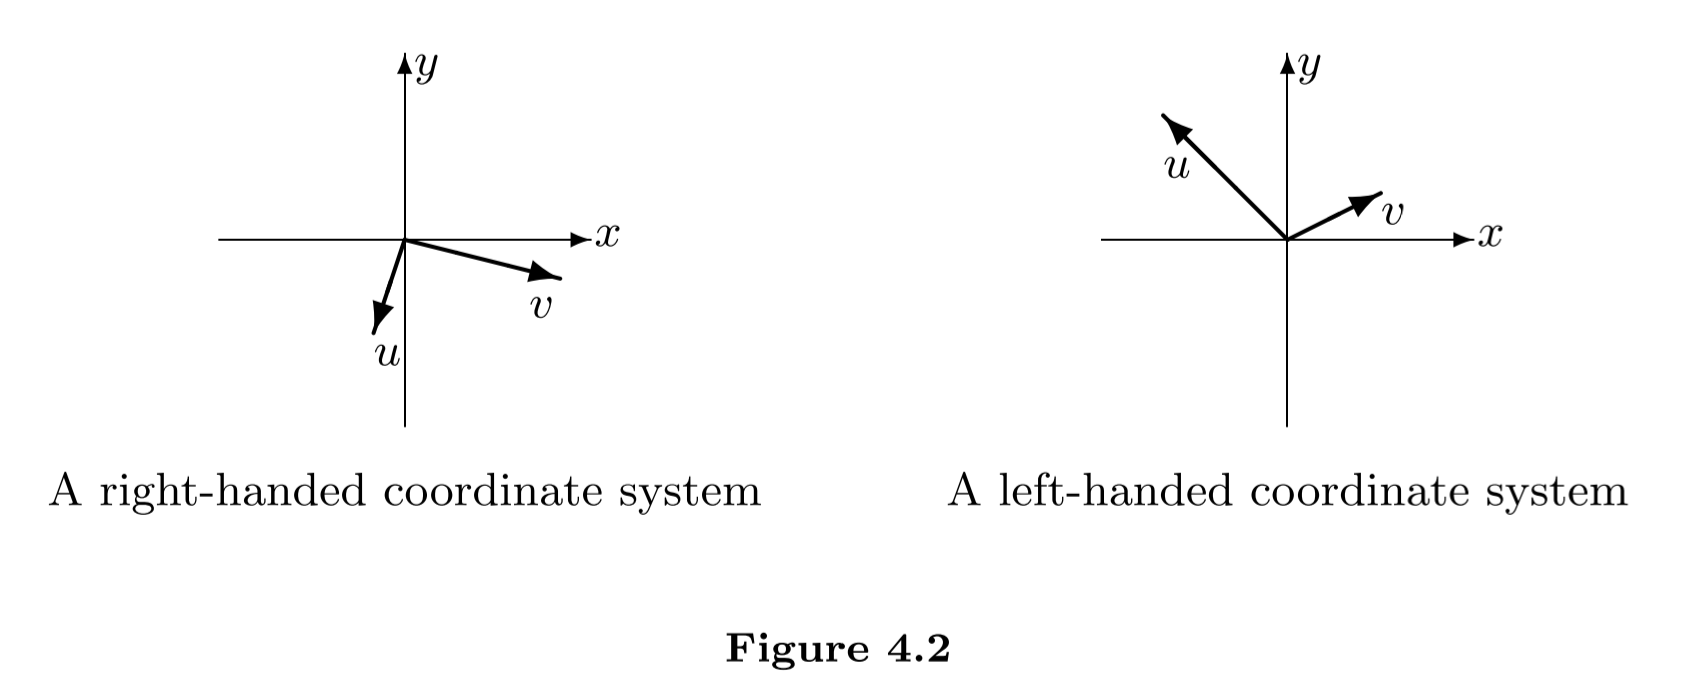 y
x
v
u
A right-handed coordinate system
y
u
v
x
A left-handed coordinate system
Figure 4.2